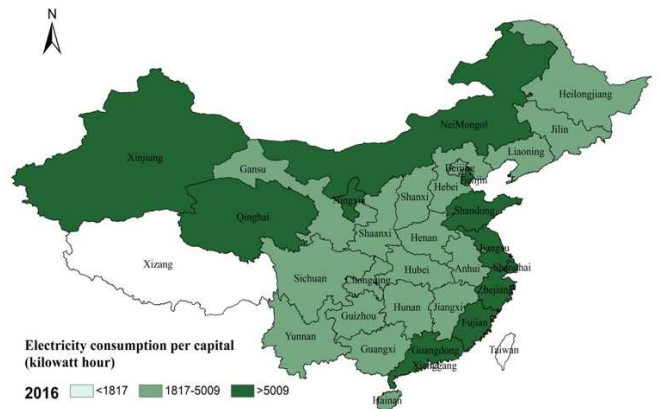 N
Heilongjiang
NeiMongol
Jilin
Xinjiang
Liaoning
Gansu
Beijing
Tianjin
Hebei
Ningxia
Shanxi
Qinghai
Shandong
Shaanxi
Henan
Jiangsu
Xizang
Shanghai
Sichuan
Chongqing
Hubei
Anhui
Zhejiang
Hunan
Jiangxi
Guizhou
Fujian
Yunnan
Taiwan
Guangxi
Guangdong
Xianggang
Hainan
Electricity consumption per capital
(kilowatt hour)
2016 <1817 1817-5009 >5009